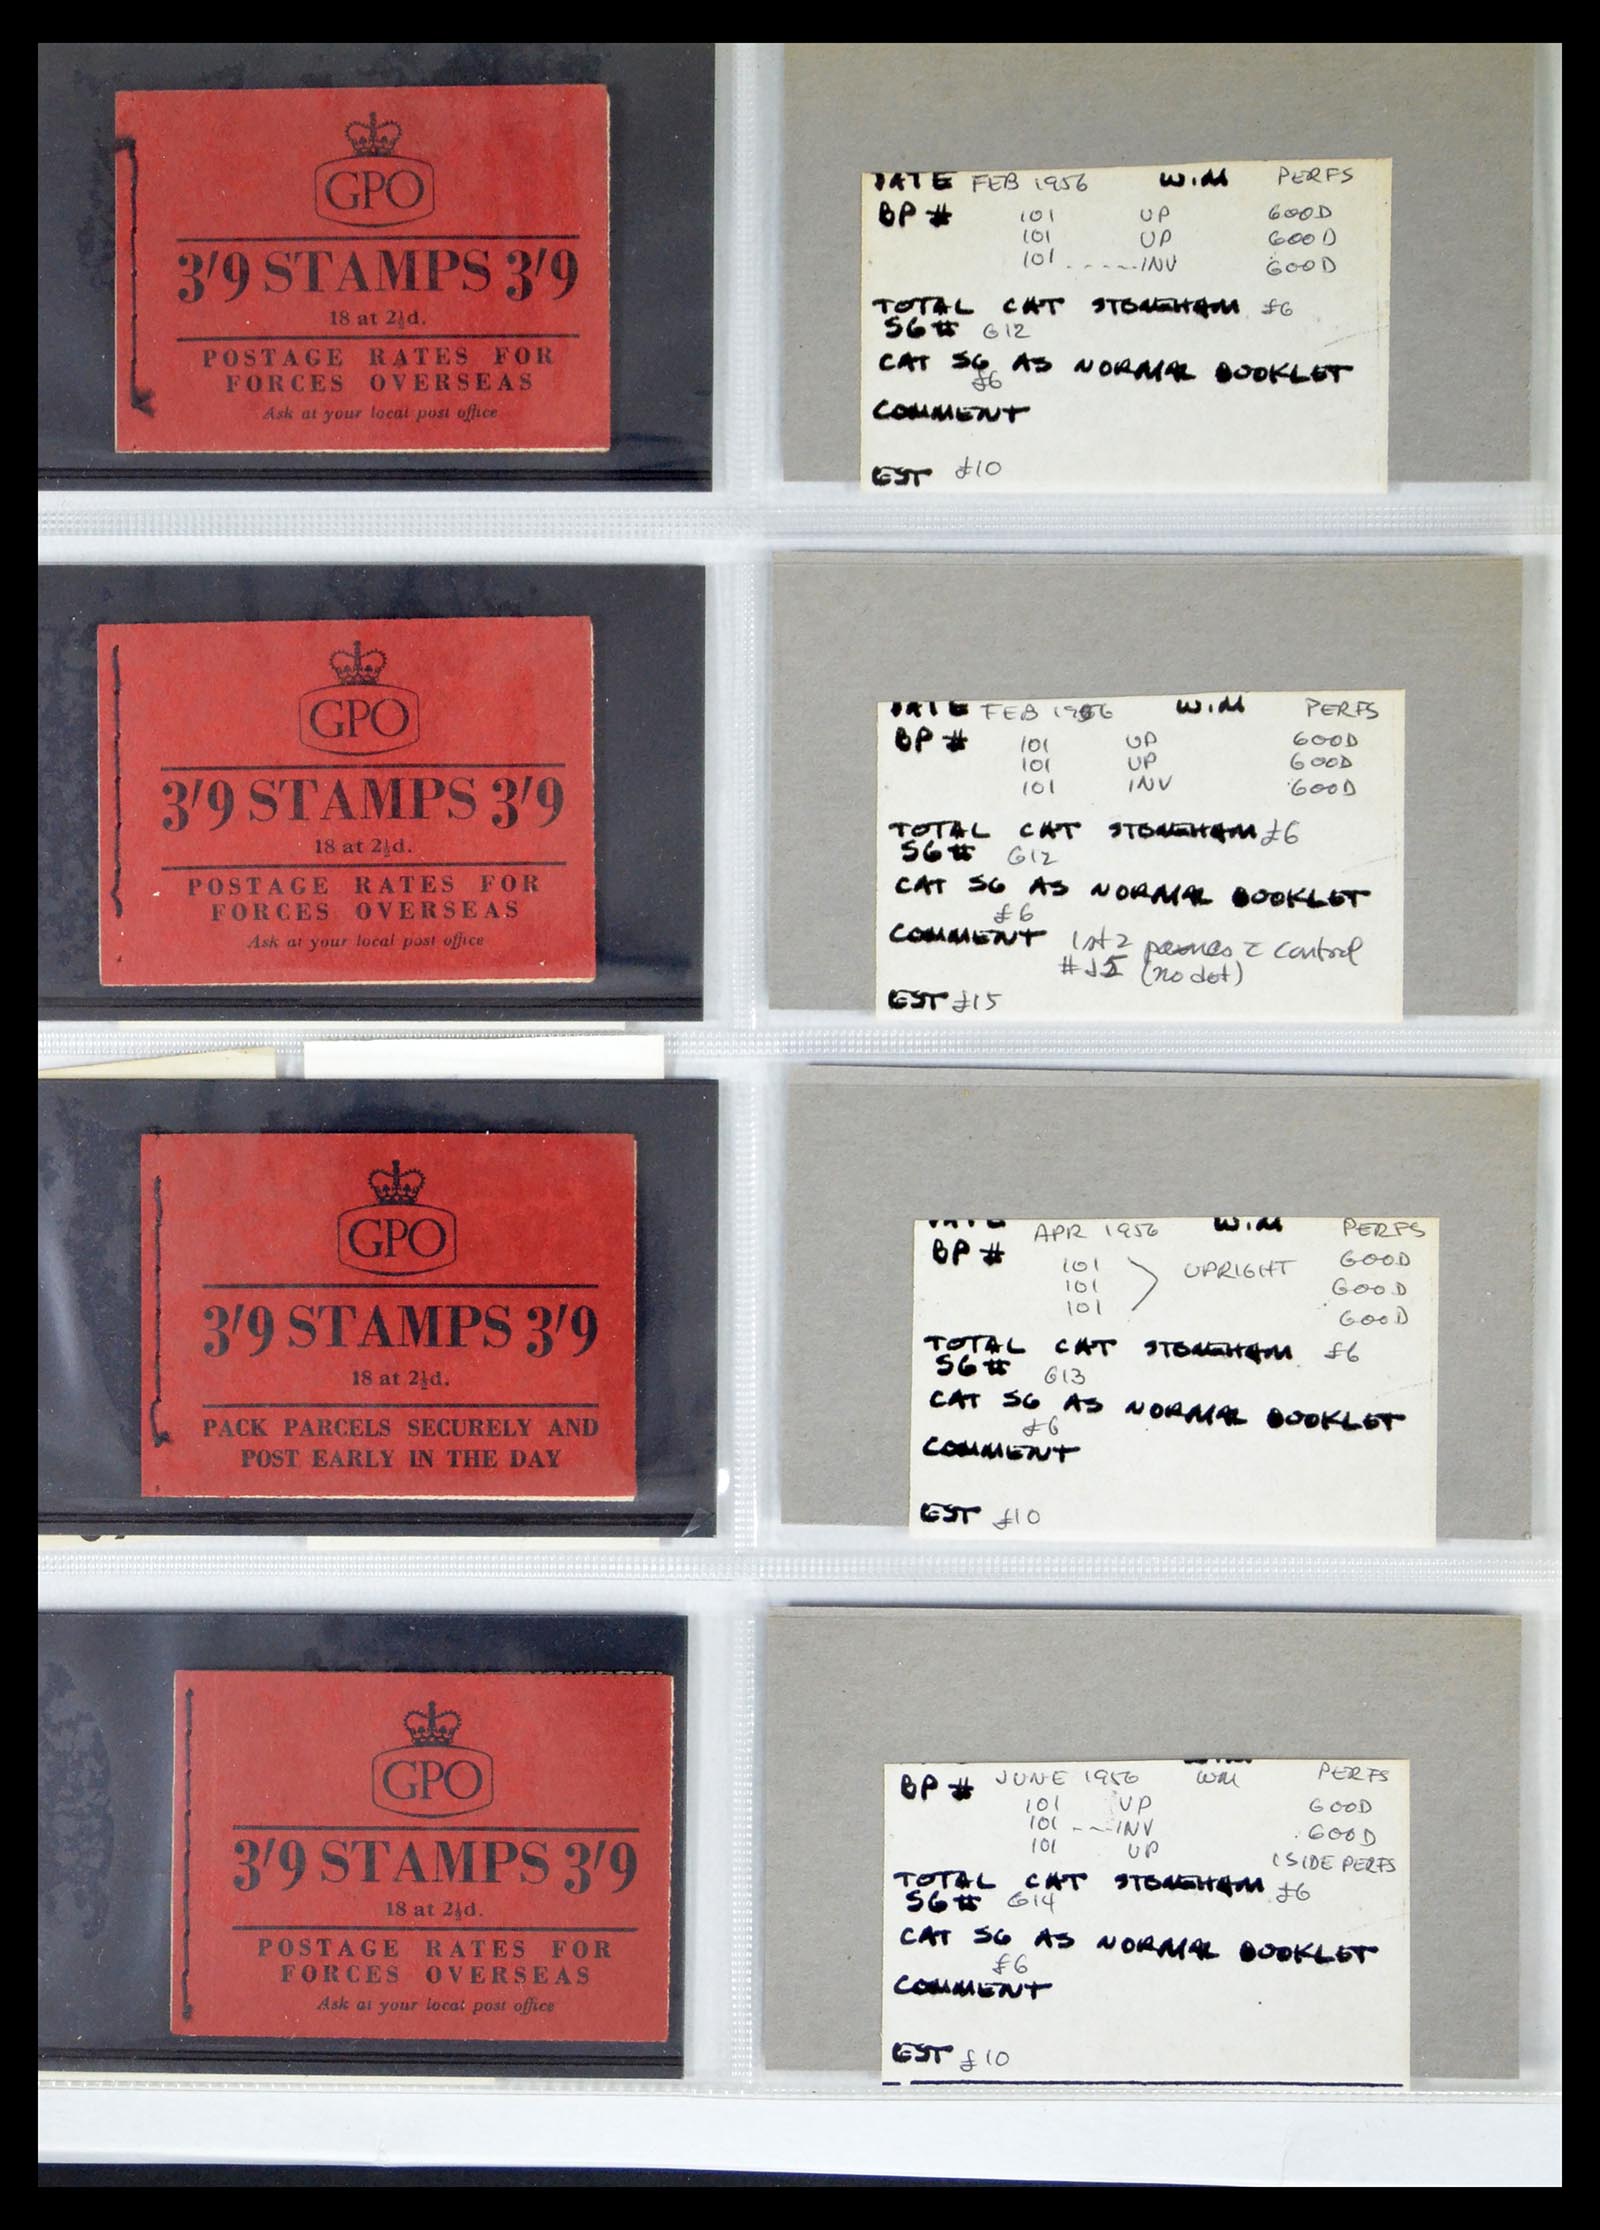 GPO
3/9 STAMPS 3/9
18 at 2½d.
POSTAGE RATES FOR
FORCES OVERSEAS
Ask at your local post office
DATE FEB 1956 W.M PERFS
BP # 101 UP GOOD
101 UP GOOD
101 ----- INV GOOD
TOTAL CAT STONEHAM £6
SG # G12
CAT SG AS NORMAL BOOKLET
£6
COMMENT
EST £10
GPO
3/9 STAMPS 3/9
18 at 2½d.
POSTAGE RATES FOR
FORCES OVERSEAS
Ask at your local post office
DATE FEB 1956 W.M PERFS
BP # 101 UP GOOD
101 UP GOOD
101 INV GOOD
TOTAL CAT STONEHAM £6
SG # G12
CAT SG AS NORMAL BOOKLET
£6
COMMENT 1st 2 control
(no dot)
EST £15
GPO
3/9 STAMPS 3/9
18 at 2½d.
PACK PARCELS SECURELY AND
POST EARLY IN THE DAY
DATE APR 1956 W.M PERFS
BP # 101 GOOD
101 UPRIGHT GOOD
101 GOOD
TOTAL CAT STONEHAM £6
SG # G13
CAT SG AS NORMAL BOOKLET
£6
COMMENT
EST £10
GPO
3/9 STAMPS 3/9
18 at 2½d.
POSTAGE RATES FOR
FORCES OVERSEAS
Ask at your local post office
BP # JUNE 1956 WM PERFS
101 UP GOOD
101 --- INV GOOD
101 UP 1 SIDE PERFS
TOTAL CAT STONEHAM £6
SG # G14
CAT SG AS NORMAL BOOKLET
£6
COMMENT
EST £10